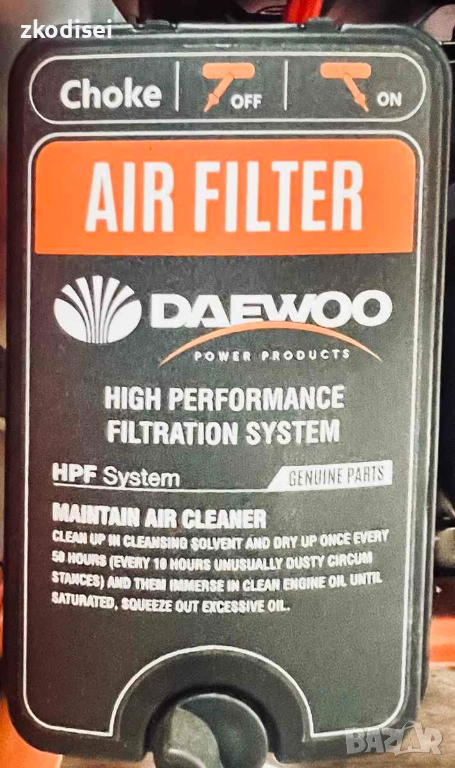 zkodisei
Choke OFF ON
AIR FILTER
DAEWOO
POWER PRODUCTS
HIGH PERFORMANCE
FILTRATION SYSTEM
HPF System GENUINE PARTS
MAINTAIN AIR CLEANER
CLEAN UP IN CLEANSING SOLVENT AND DRY UP ONCE EVERY
50 HOURS (EVERY 10 HOURS UNUSUALLY DUSTY CIRCUM
STANCES) AND THEM IMMERSE IN CLEAN ENGINE OIL UNTIL
SATURATED, SQUEEZE OUT EXCESSIVE OIL..
BAZAR